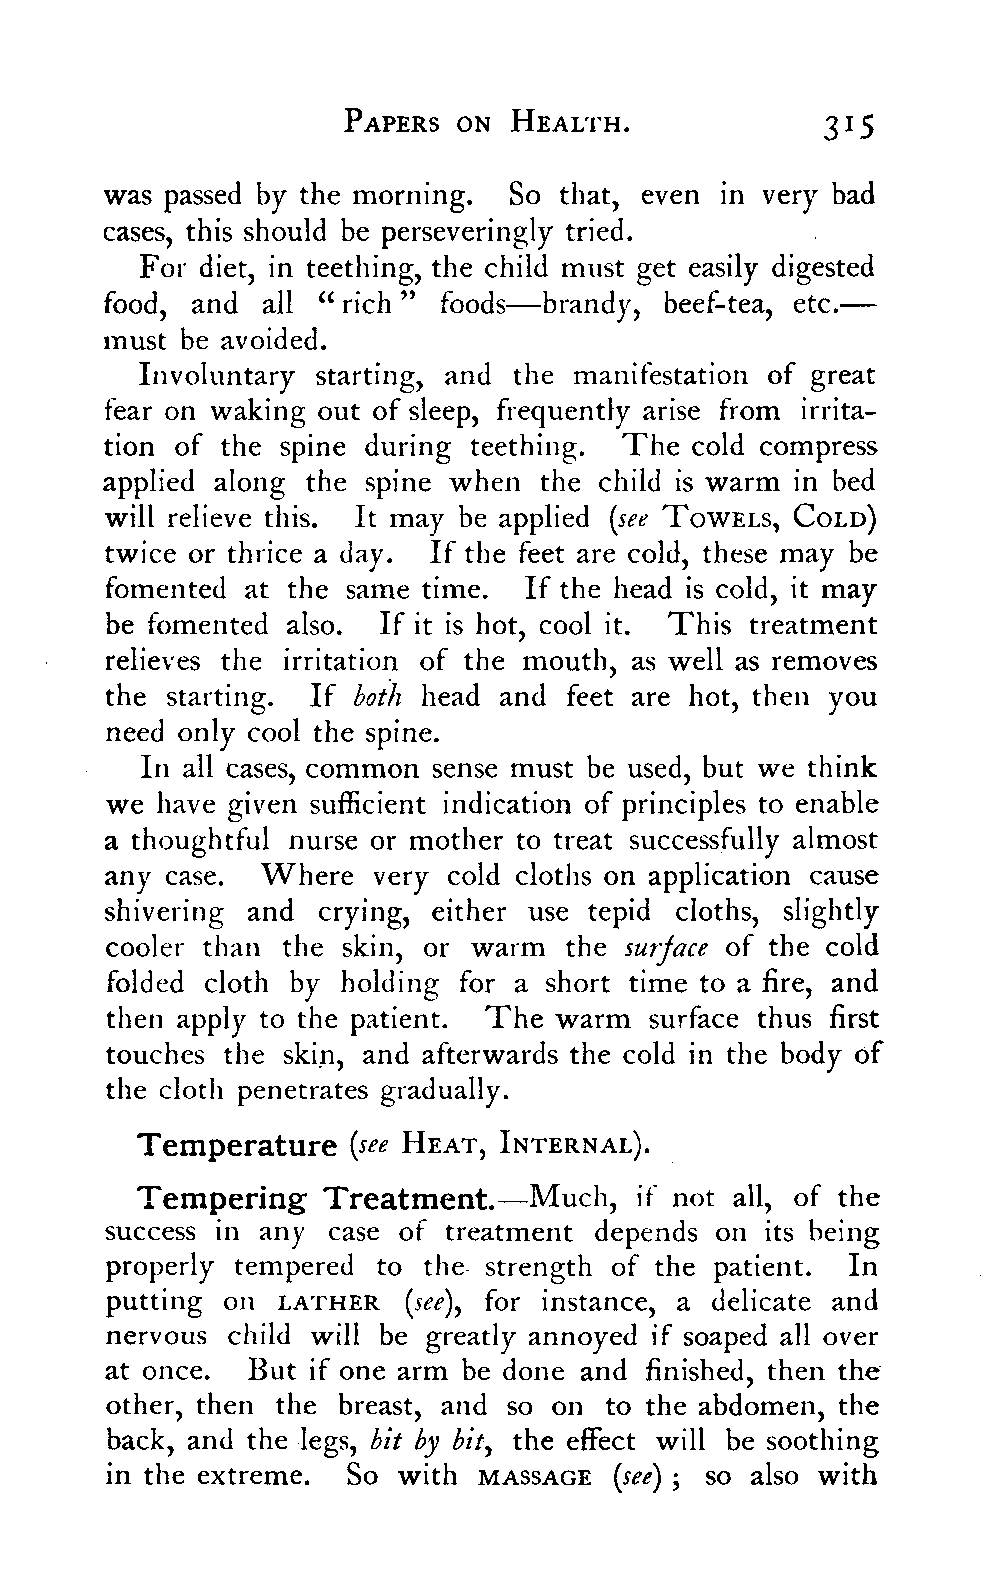 PAPERS ON HEALTH. 315
was passed by the morning. So that, even in very bad
cases, this should be perseveringly tried.
For diet, in teething, the child must get easily digested
food, and all “rich” foods—brandy, beef-tea, etc.—
must be avoided.
Involuntary starting, and the manifestation of great
fear on waking out of sleep, frequently arise from irrita-
tion of the spine during teething. The cold compress
applied along the spine when the child is warm in bed
will relieve this. It may be applied (see TOWELS, COLD)
twice or thrice a day. If the feet are cold, these may be
fomented at the same time. If the head is cold, it may
be fomented also. If it is hot, cool it. This treatment
relieves the irritation of the mouth, as well as removes
the starting. If both head and feet are hot, then you
need only cool the spine.
In all cases, common sense must be used, but we think
we have given sufficient indication of principles to enable
a thoughtful nurse or mother to treat successfully almost
any case. Where very cold cloths on application cause
shivering and crying, either use tepid cloths, slightly
cooler than the skin, or warm the surface of the cold
folded cloth by holding for a short time to a fire, and
then apply to the patient. The warm surface thus first
touches the skin, and afterwards the cold in the body of
the cloth penetrates gradually.
Temperature (see HEAT, INTERNAL).
Tempering Treatment.—Much, if not all, of the
success in any case of treatment depends on its being
properly tempered to the strength of the patient. In
putting on LATHER (see), for instance, a delicate and
nervous child will be greatly annoyed if soaped all over
at once. But if one arm be done and finished, then the
other, then the breast, and so on to the abdomen, the
back, and the legs, bit by bit, the effect will be soothing
in the extreme. So with MASSAGE (see) ; so also with